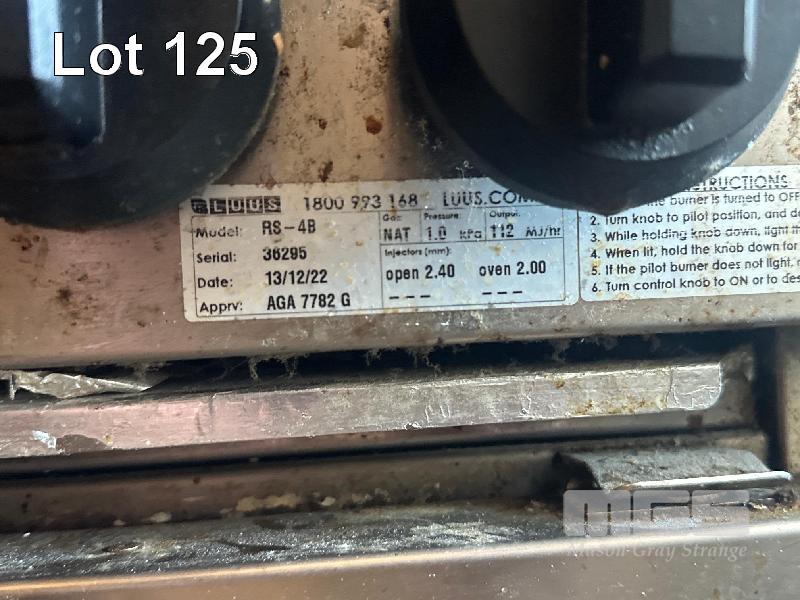 Lot 125
LUUS 1800 993 168 LUUS.COM
Model: RS-4B
Serial: 36295
Date: 13/12/22
Apprv: AGA 7782 G
Gas: Pressure: Output:
NAT 1.0 kPa 112 MJ/hr
Injectors (mm):
open 2.40 oven 2.00
--- ---
burner is turned to OFF
2. Turn knob to pilot position, and
3. While holding knob down, light
4. When lit, hold the knob down for
5. If the pilot burner does not light,
6. Turn control knob to ON or to
MGS
Mason Gray Strange